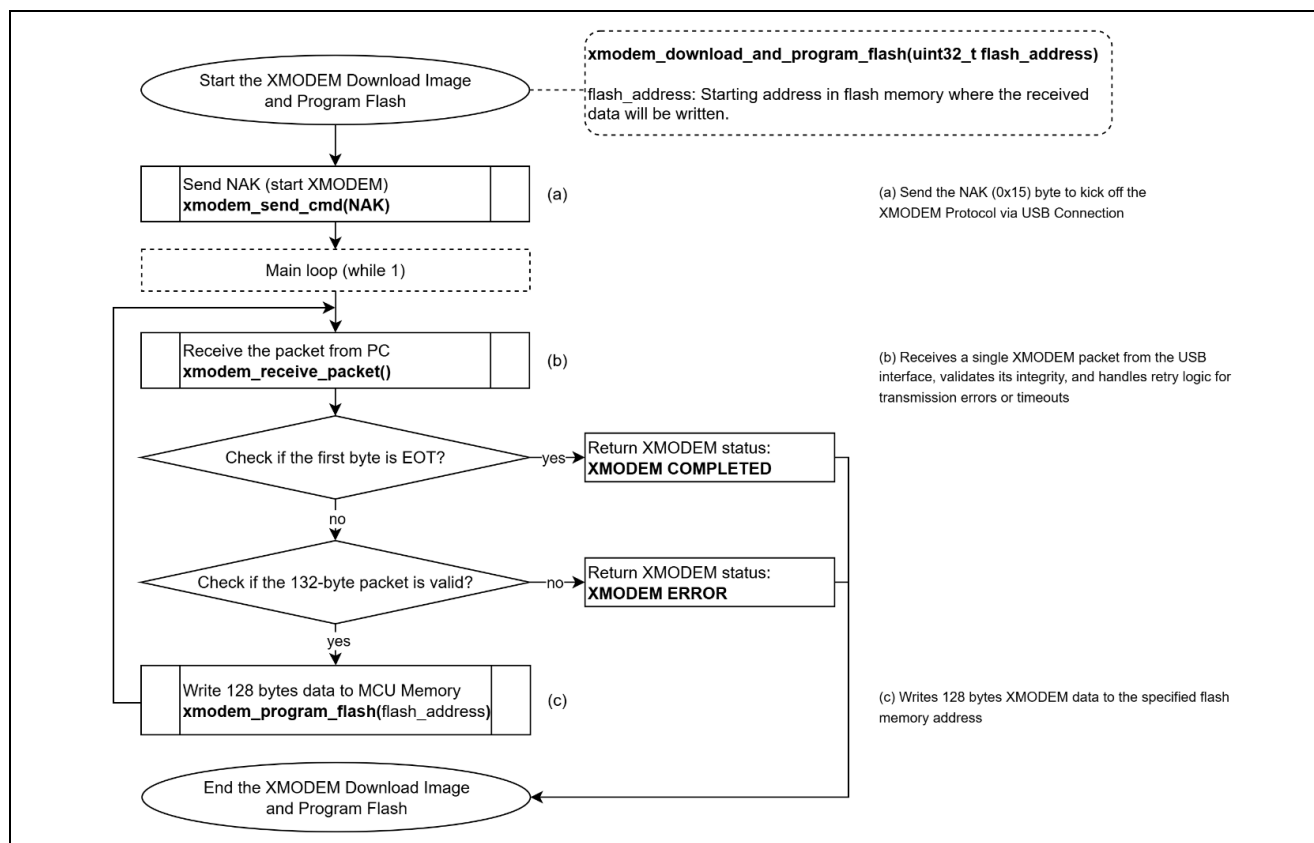 Start the XMODEM Download Image
and Program Flash
xmodem_download_and_program_flash(uint32_t flash_address)
flash_address: Starting address in flash memory where the received
data will be written.
Send NAK (start XMODEM)
xmodem_send_cmd(NAK)
(a)
(a) Send the NAK (0x15) byte to kick off the
XMODEM Protocol via USB Connection
Main loop (while 1)
Receive the packet from PC
xmodem_receive_packet()
(b)
(b) Receives a single XMODEM packet from the USB
interface, validates its integrity, and handles retry logic for
transmission errors or timeouts
Check if the first byte is EOT?
yes
Return XMODEM status:
XMODEM COMPLETED
no
Check if the 132-byte packet is valid?
no
Return XMODEM status:
XMODEM ERROR
yes
Write 128 bytes data to MCU Memory
xmodem_program_flash(flash_address)
(c)
(c) Writes 128 bytes XMODEM data to the specified flash
memory address
End the XMODEM Download Image
and Program Flash